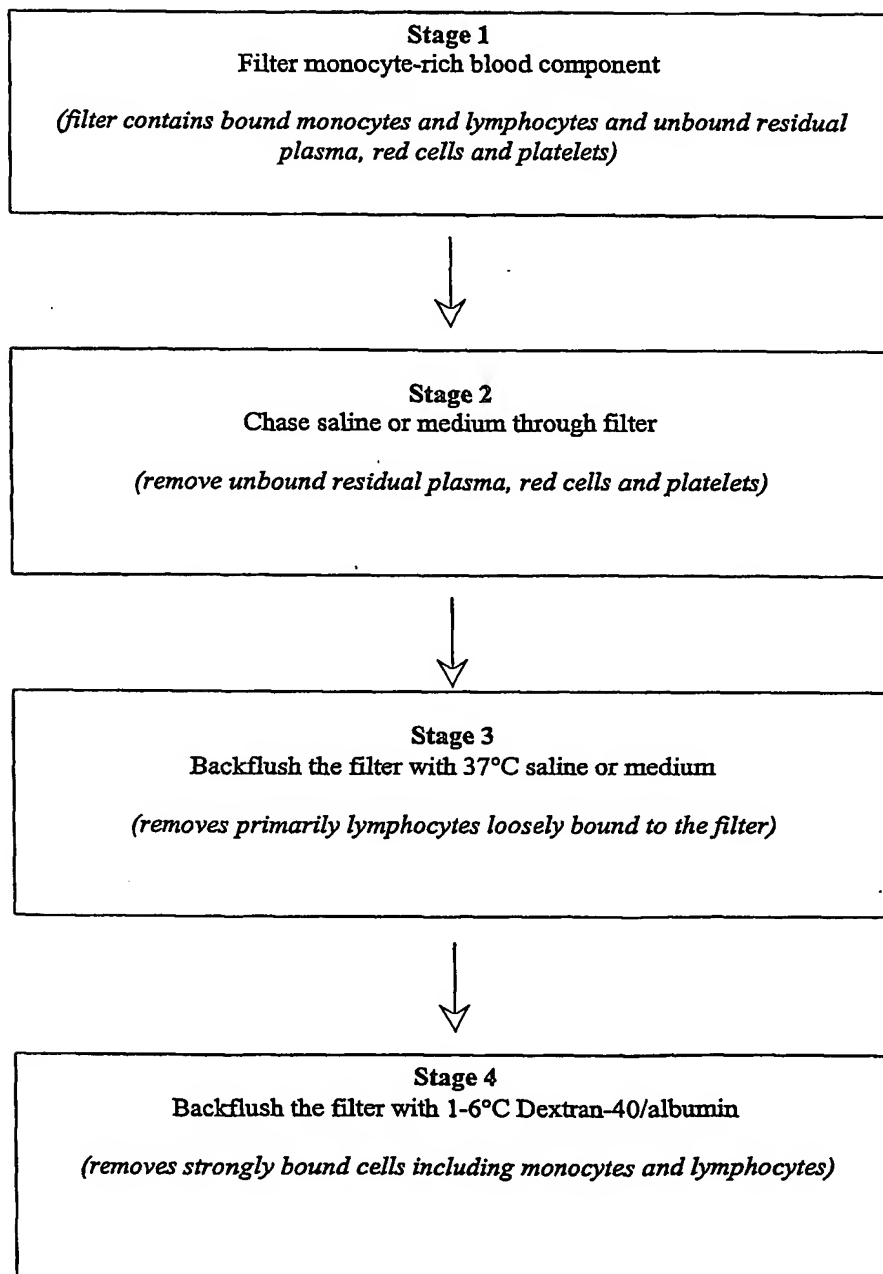 Stage 1
Filter monocyte-rich blood component
(filter contains bound monocytes and lymphocytes and unbound residual
plasma, red cells and platelets)
Stage 2
Chase saline or medium through filter
(remove unbound residual plasma, red cells and platelets)
Stage 3
Backflush the filter with 37°C saline or medium
(removes primarily lymphocytes loosely bound to the filter)
Stage 4
Backflush the filter with 1-6°C Dextran-40/albumin
(removes strongly bound cells including monocytes and lymphocytes)